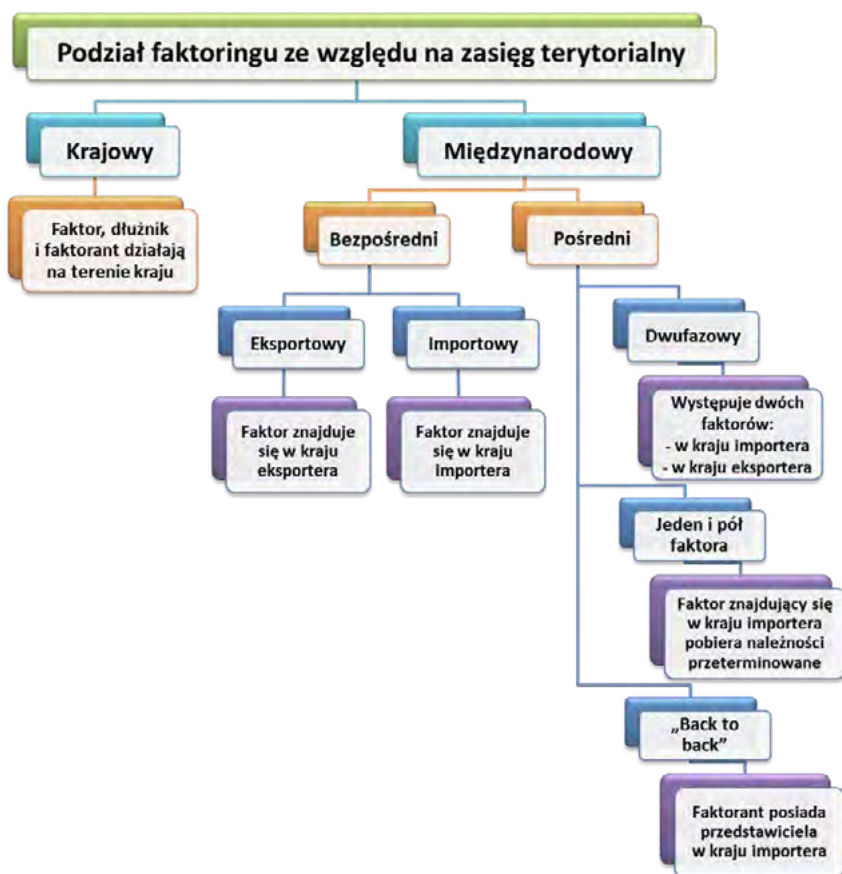 Podział faktoringu ze względu na zasięg terytorialny
Krajowy
Międzynarodowy
Faktor, dłużnik
i faktorant działają
na terenie kraju
Bezpośredni
Pośredni
Eksportowy
Importowy
Dwufazowy
Faktor znajduje
się w kraju
eksportera
Faktor znajduje
się w kraju
Importera
Występuje dwóch
faktorów:
- w kraju importera
- w kraju eksportera
Jeden i pół
faktora
Faktor znajdujący się
w kraju importera
pobiera należności
przeterminowane
„Back to
back”
Faktorant posiada
przedstawiciela
w kraju importera